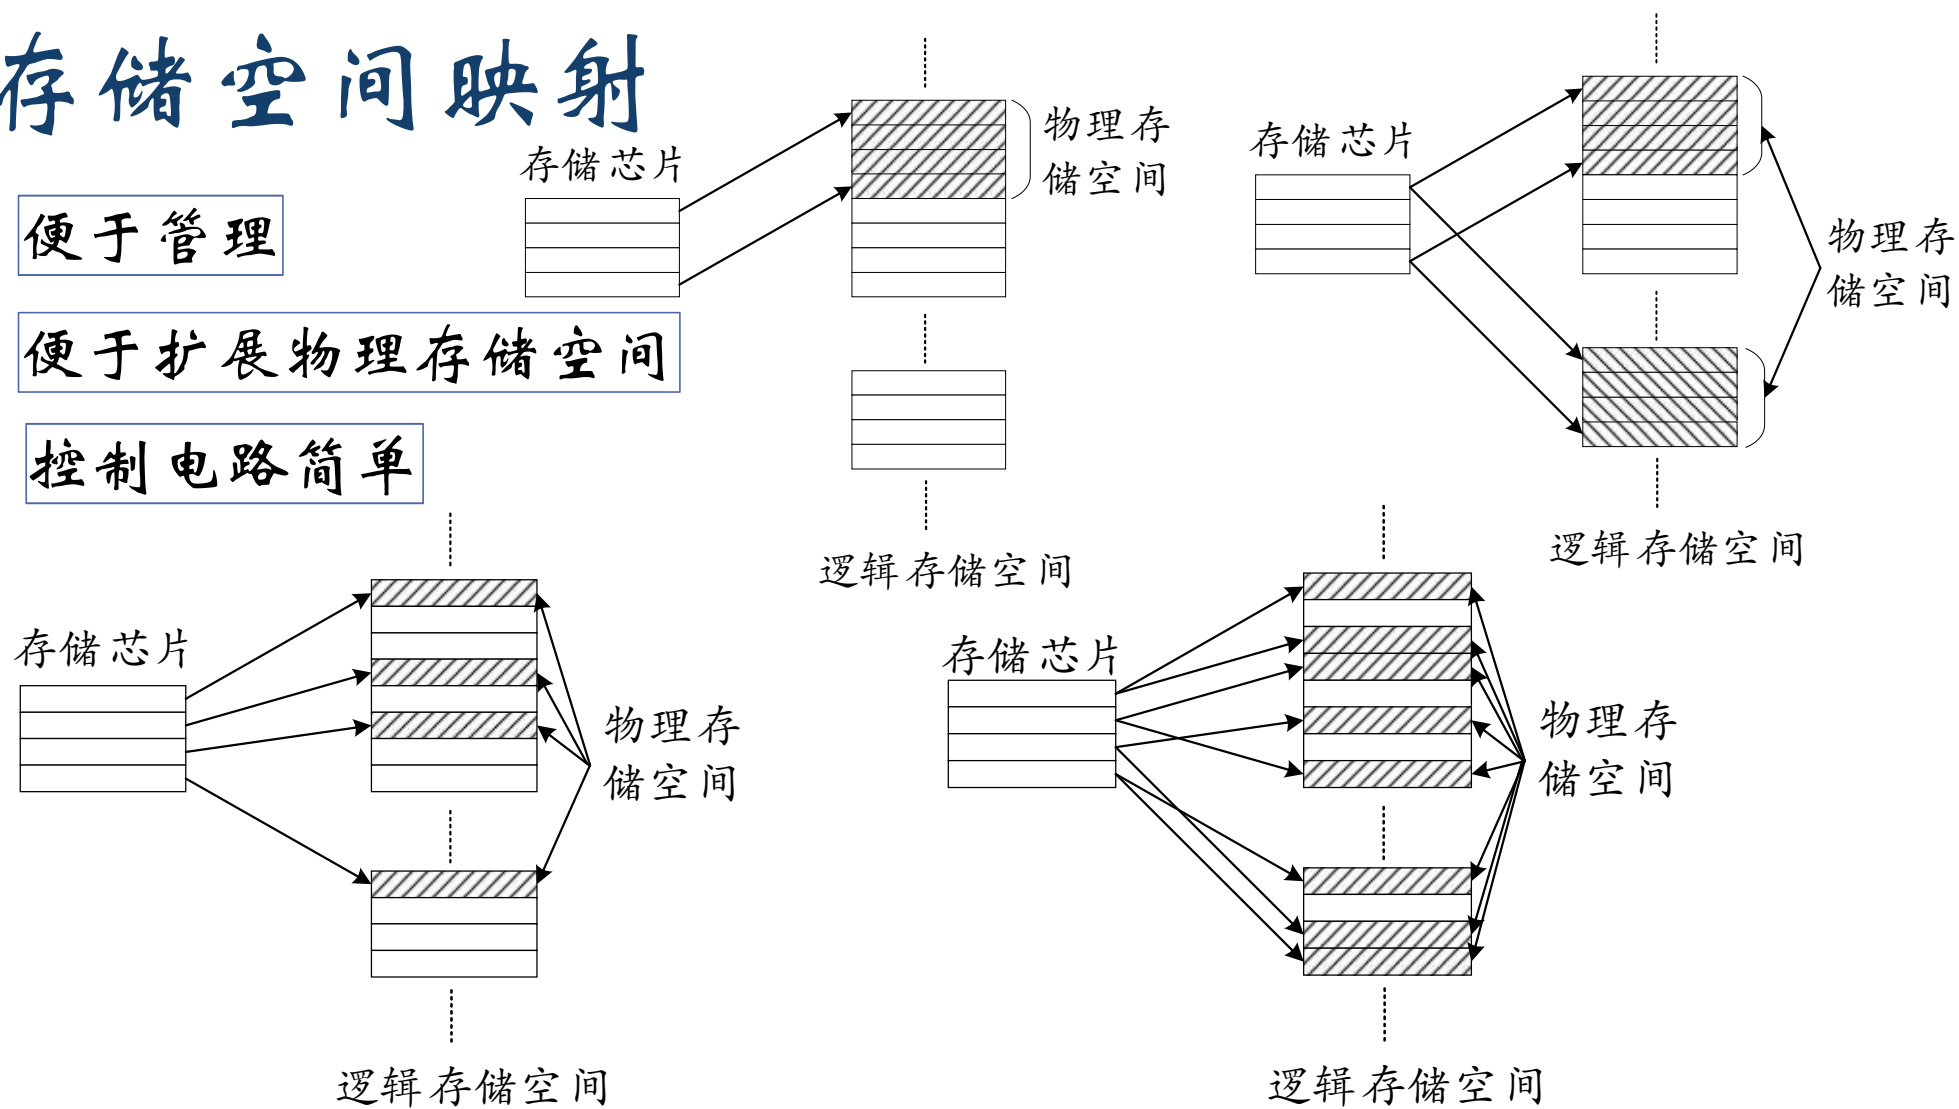 存储空间映射
便于管理
便于扩展物理存储空间
控制电路简单
存储芯片
物理存
储空间
逻辑存储空间
存储芯片
物理存
储空间
逻辑存储空间
存储芯片
物理存
储空间
逻辑存储空间
存储芯片
物理存
储空间
逻辑存储空间